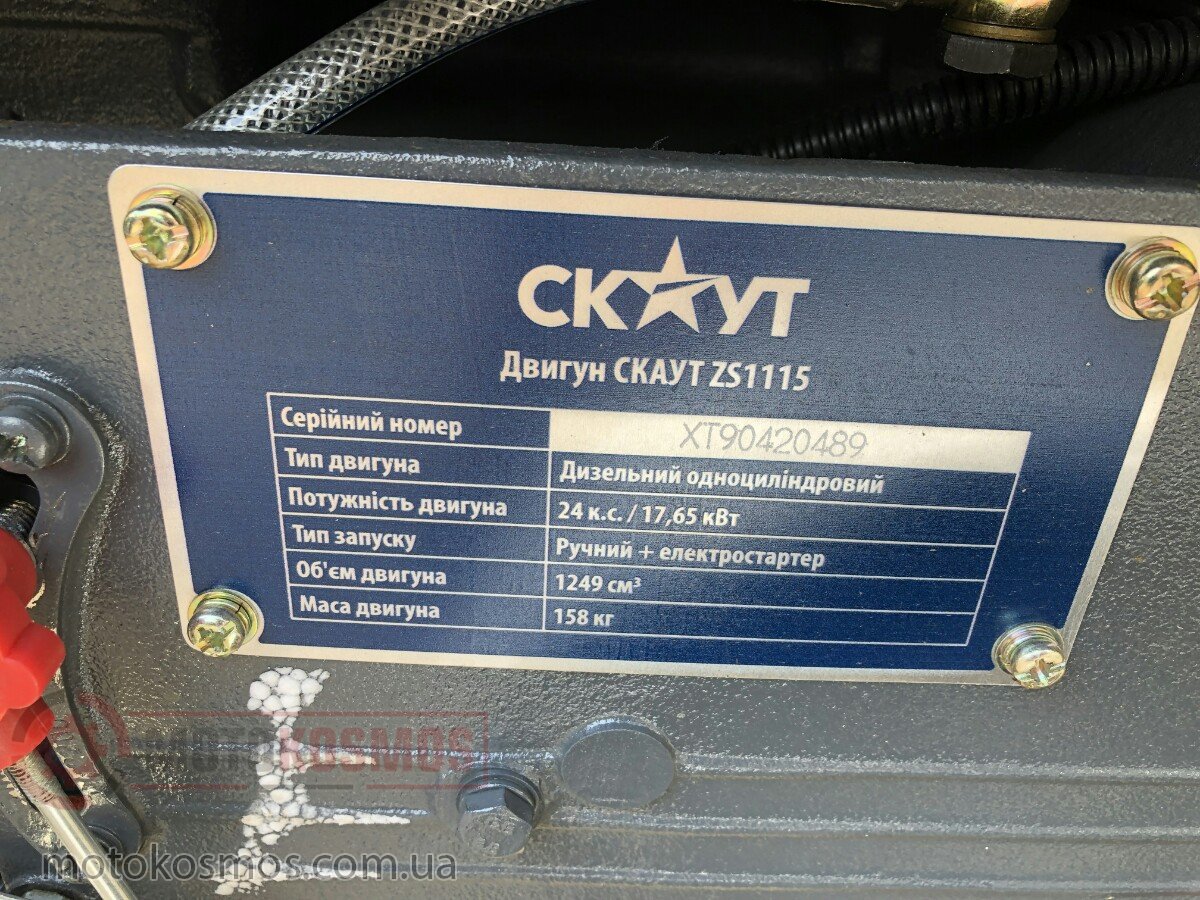 СКАУТ
Двигун СКАУТ ZS1115
Серійний номер XT90420489
Тип двигуна Дизельний одноциліндровий
Потужність двигуна 24 к.с. / 17,65 кВт
Тип запуску Ручний + електростартер
Об'єм двигуна 1249 см³
Маса двигуна 158 кг
МОТОKOSMOS
motokosmos.com.ua